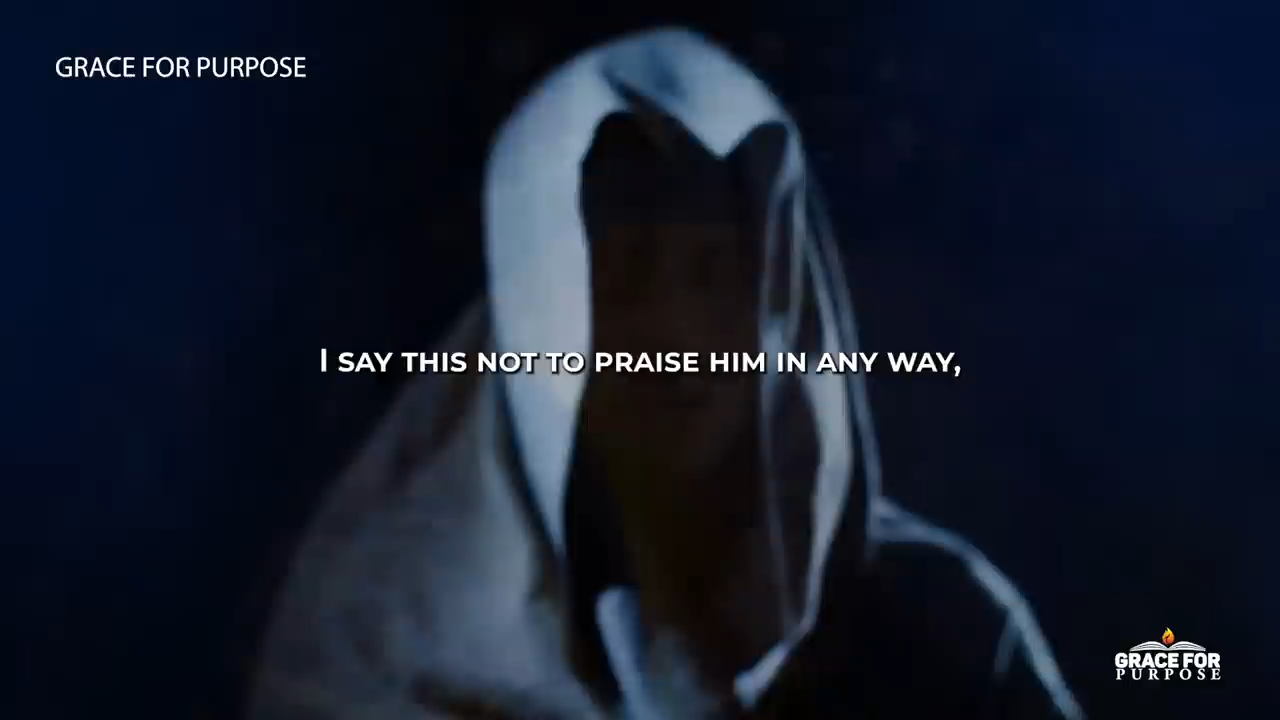 GRACE FOR PURPOSE
I SAY THIS NOT TO PRAISE HIM IN ANY WAY,
GRACE FOR
PURPOSE